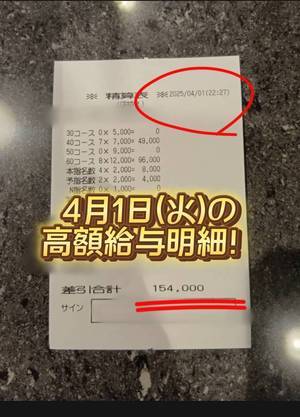 ※ 精算表 ※2025/04/01(22:27)
30コース 0× 5,000= 0
40コース 7× 7,000= 49,000
50コース 0× 9,000= 0
60コース 8×12,000= 96,000
本指名数 4× 2,000= 8,000
予指名数 2× 2,000= 4,000
4月1日(火)の
高額給与明細!
差引合計 154,000
サイン